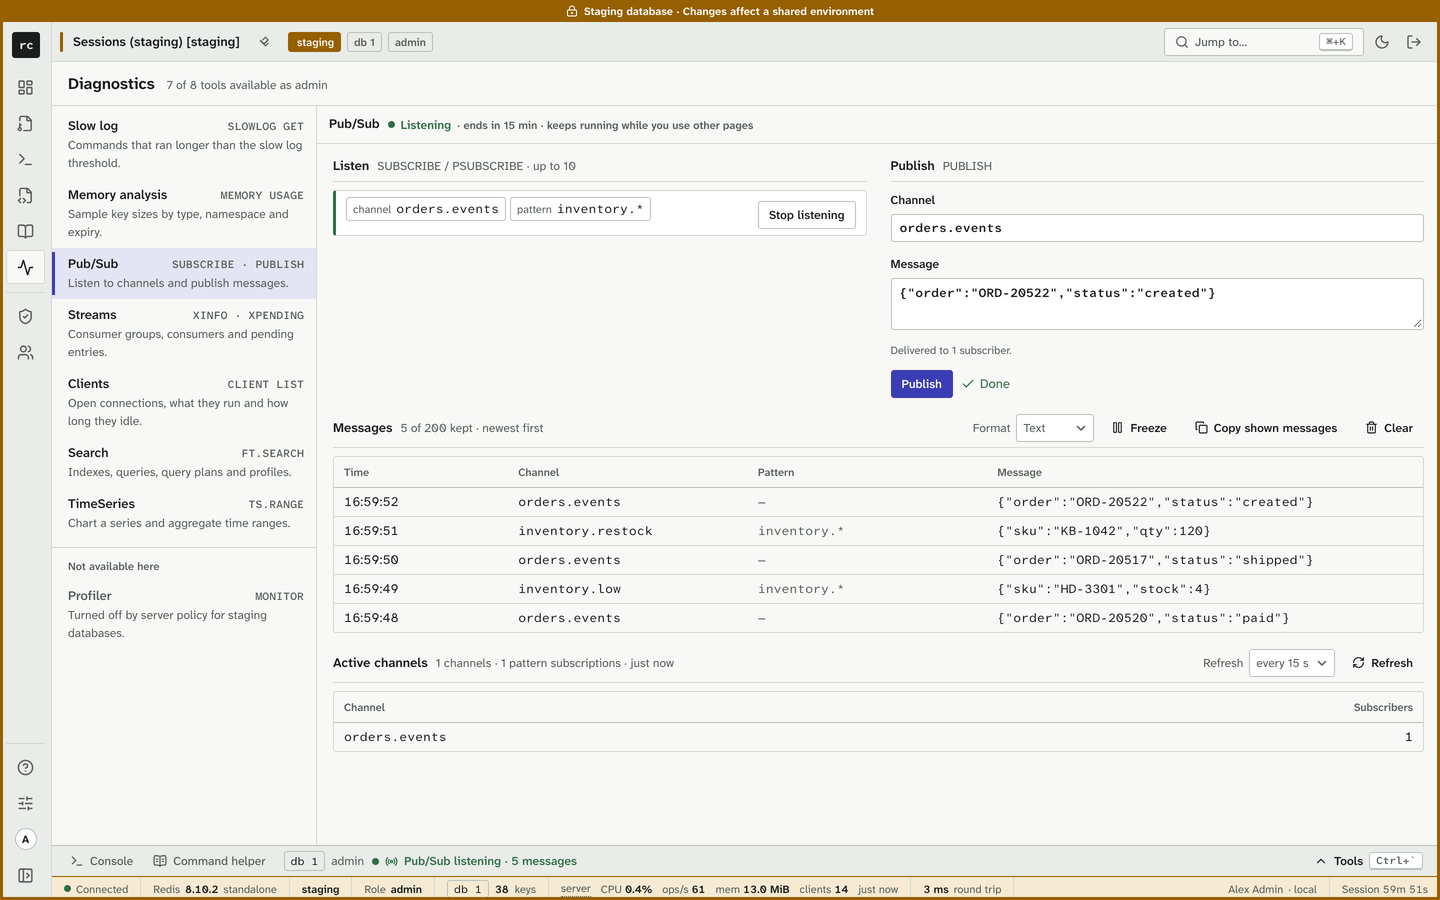 Staging database · Changes affect a shared environment
rc
Sessions (staging) [staging]
staging
db 1
admin
Jump to...
⌘+K
Diagnostics
7 of 8 tools available as admin
Slow log
SLOWLOG GET
Commands that ran longer than the slow log
threshold.
Memory analysis
MEMORY USAGE
Sample key sizes by type, namespace and
expiry.
Pub/Sub
SUBSCRIBE · PUBLISH
Listen to channels and publish messages.
Streams
XINFO · XPENDING
Consumer groups, consumers and pending
entries.
Clients
CLIENT LIST
Open connections, what they run and how
long they idle.
Search
FT.SEARCH
Indexes, queries, query plans and profiles.
TimeSeries
TS.RANGE
Chart a series and aggregate time ranges.
Not available here
Profiler
MONITOR
Turned off by server policy for staging
databases.
Pub/Sub
Listening · ends in 15 min · keeps running while you use other pages
Listen
SUBSCRIBE / PSUBSCRIBE · up to 10
channel orders.events
pattern inventory.*
Stop listening
Publish
PUBLISH
Channel
orders.events
Message
{"order":"ORD-20522","status":"created"}
Delivered to 1 subscriber.
Publish
Done
Messages
5 of 200 kept · newest first
Format
Text
Freeze
Copy shown messages
Clear
Time Channel Pattern Message
16:59:52 orders.events — {"order":"ORD-20522","status":"created"}
16:59:51 inventory.restock inventory.* {"sku":"KB-1042","qty":120}
16:59:50 orders.events — {"order":"ORD-20517","status":"shipped"}
16:59:49 inventory.low inventory.* {"sku":"HD-3301","stock":4}
16:59:48 orders.events — {"order":"ORD-20520","status":"paid"}
Active channels
1 channels · 1 pattern subscriptions · just now
Refresh
every 15 s
Refresh
Channel Subscribers
orders.events 1
A
Console
Command helper
db 1
admin
Pub/Sub listening · 5 messages
Tools
Ctrl+`
Connected
Redis 8.10.2 standalone
staging
Role admin
db 1
38 keys
server CPU 0.4% ops/s 61 mem 13.0 MiB clients 14 just now
3 ms round trip
Alex Admin · local
Session 59m 51s